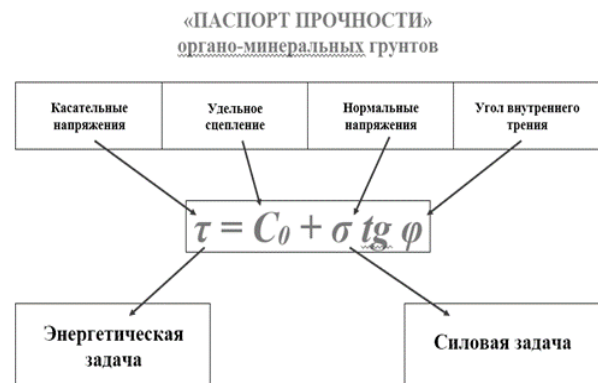 «ПАСПОРТ ПРОЧНОСТИ»
органо-минеральных грунтов
Касательные
напряжения
Удельное
сцепление
Нормальные
напряжения
Угол внутреннего
трения
τ = C₀ + σ tg φ
Энергетическая
задача
Силовая задача